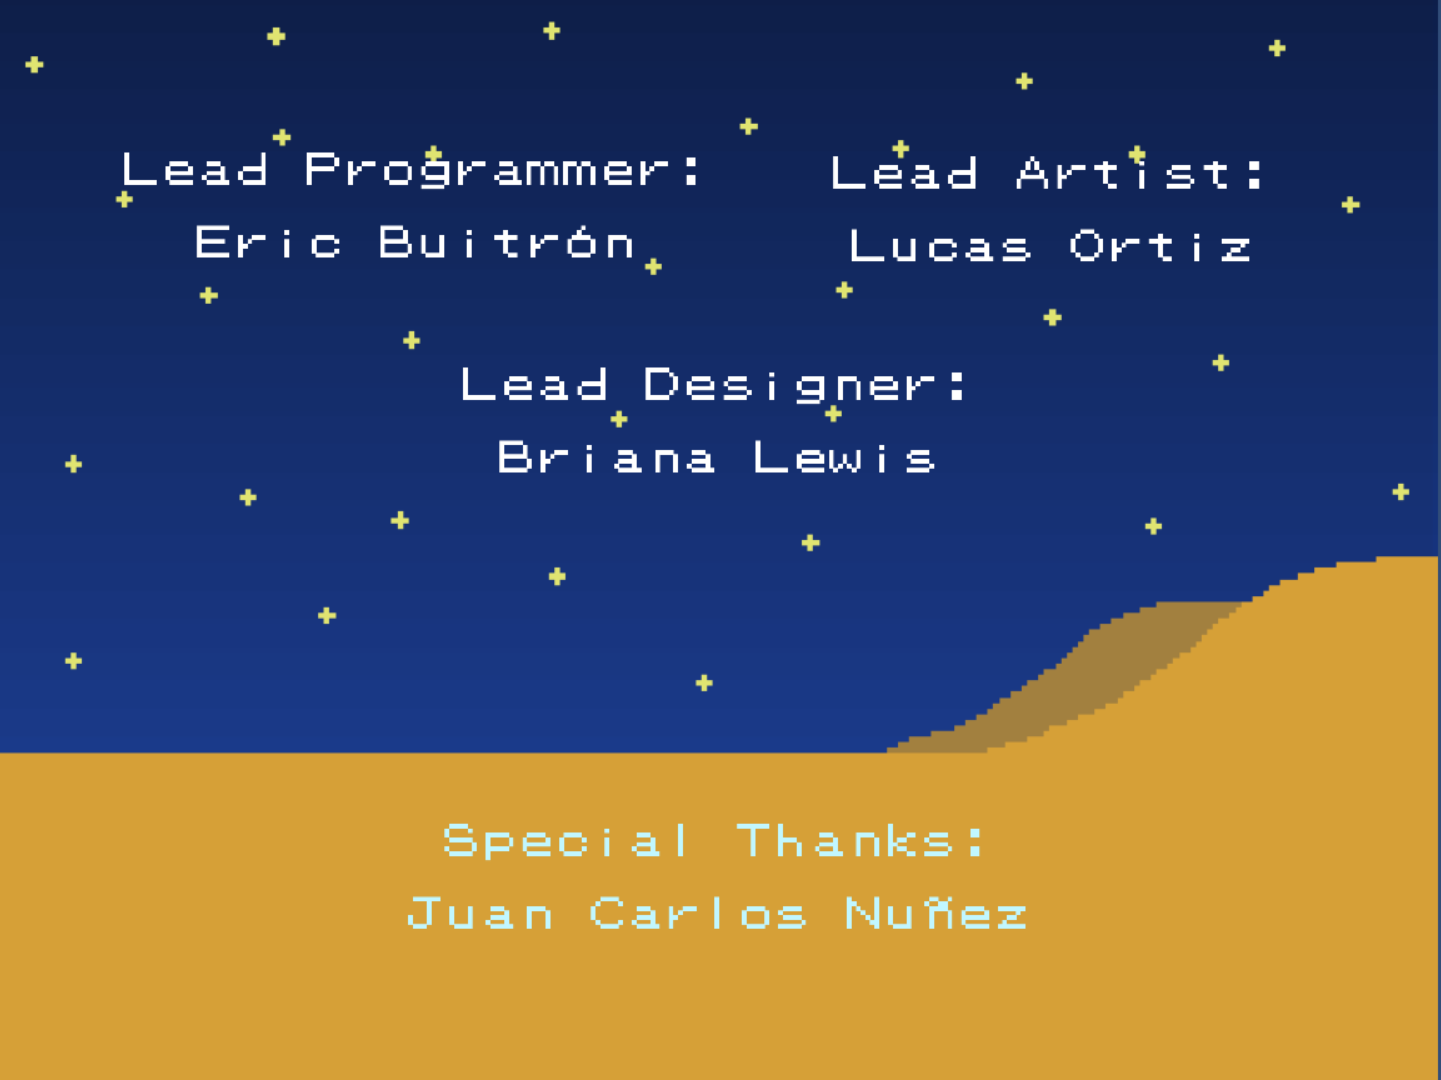 Lead Programmer:
Eric Buitrón
Lead Artist:
Lucas Ortiz
Lead Designer:
Briana Lewis
Special Thanks:
Juan Carlos Nuñez